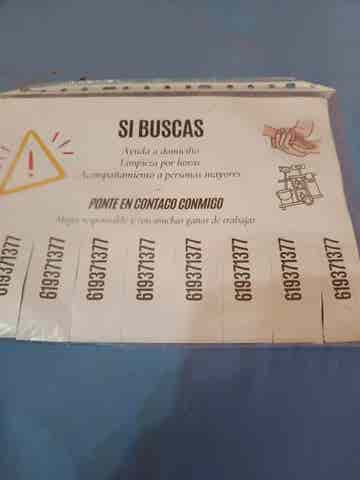 SI BUSCAS
Ayuda a domicilio
Limpieza por horas
Acompañamiento a personas mayores
PONTE EN CONTACO CONMIGO
Mujer responsable y con muchas ganas de trabajar
619371377
619371377
619371377
619371377
619371377
619371377
619371377
619371377